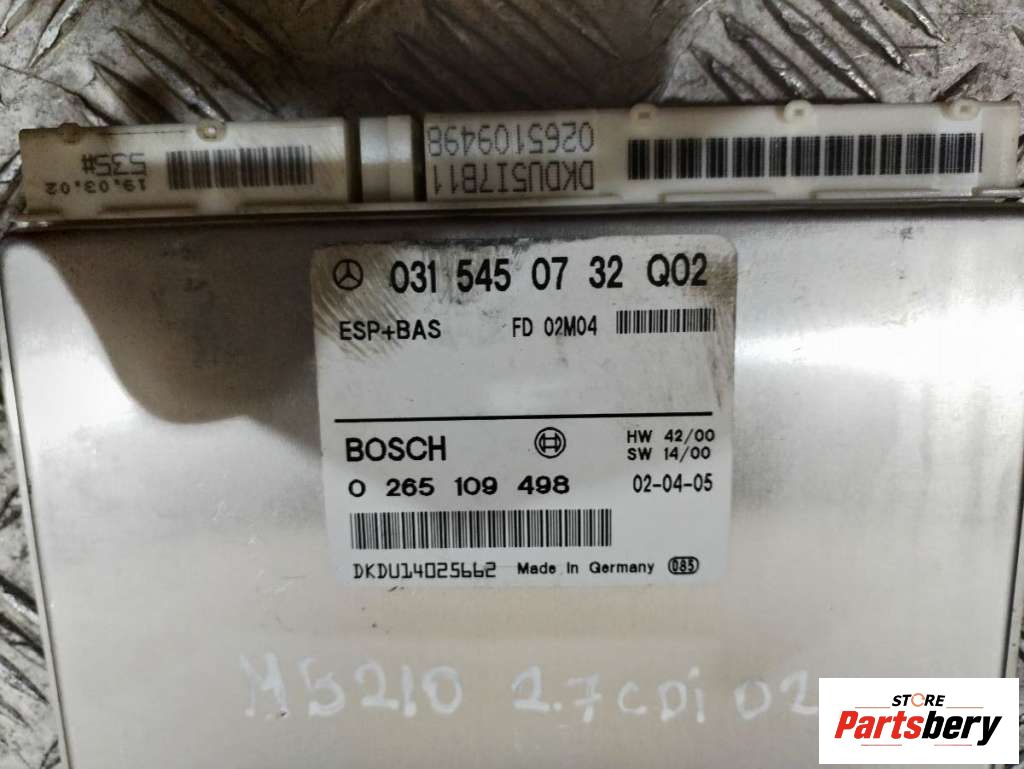 535#
19.03.02
0265109498
DKDU5I7B11
031 545 07 32 Q02
ESP+BAS FD 02M04
BOSCH HW 42/00
SW 14/00
0 265 109 498 02-04-05
DKDU14025662 Made in Germany 085
M5210 2.7CDi 02
STORE
Partsbery